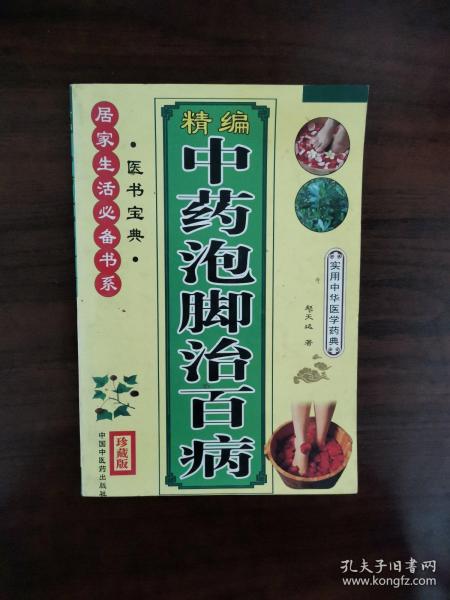 居家生活必备书系
•医书宝典•
精编
中药泡脚治百病
实用中华医学药典
著
珍藏版
中国中医药出版社
孔夫子旧书网
www.kongfz.com